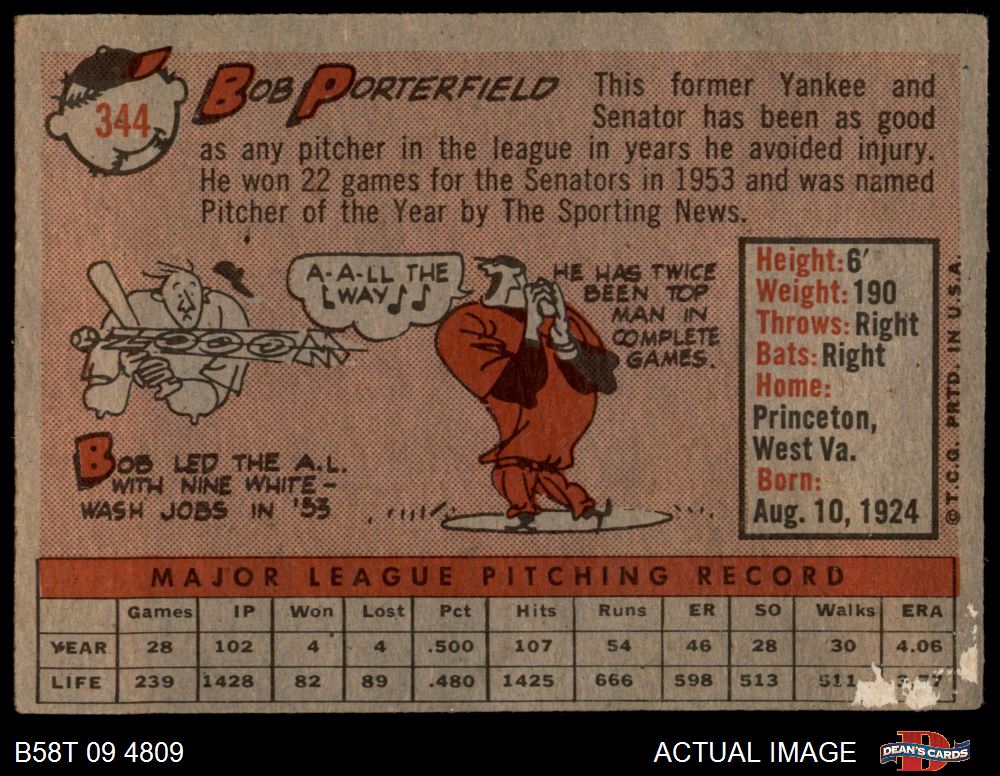 344
BOB PORTERFIELD
This former Yankee and
Senator has been as good
as any pitcher in the league in years he avoided injury.
He won 22 games for the Senators in 1953 and was named
Pitcher of the Year by The Sporting News.
A-A-LL THE
WAY
HE HAS TWICE
BEEN TOP
MAN IN
COMPLETE
GAMES.
BOB LED THE A.L.
WITH NINE WHITE-
WASH JOBS IN '53
Height: 6'
Weight: 190
Throws: Right
Bats: Right
Home:
Princeton,
West Va.
Born:
Aug. 10, 1924
© T.C.G. PRTD. IN U.S.A.
MAJOR LEAGUE PITCHING RECORD
Games IP Won Lost Pct Hits Runs ER SO Walks ERA
YEAR 28 102 4 4 .500 107 54 46 28 30 4.06
LIFE 239 1428 82 89 .480 1425 666 598 513 511
B58T 09 4809
ACTUAL IMAGE
D
DEAN'S CARDS